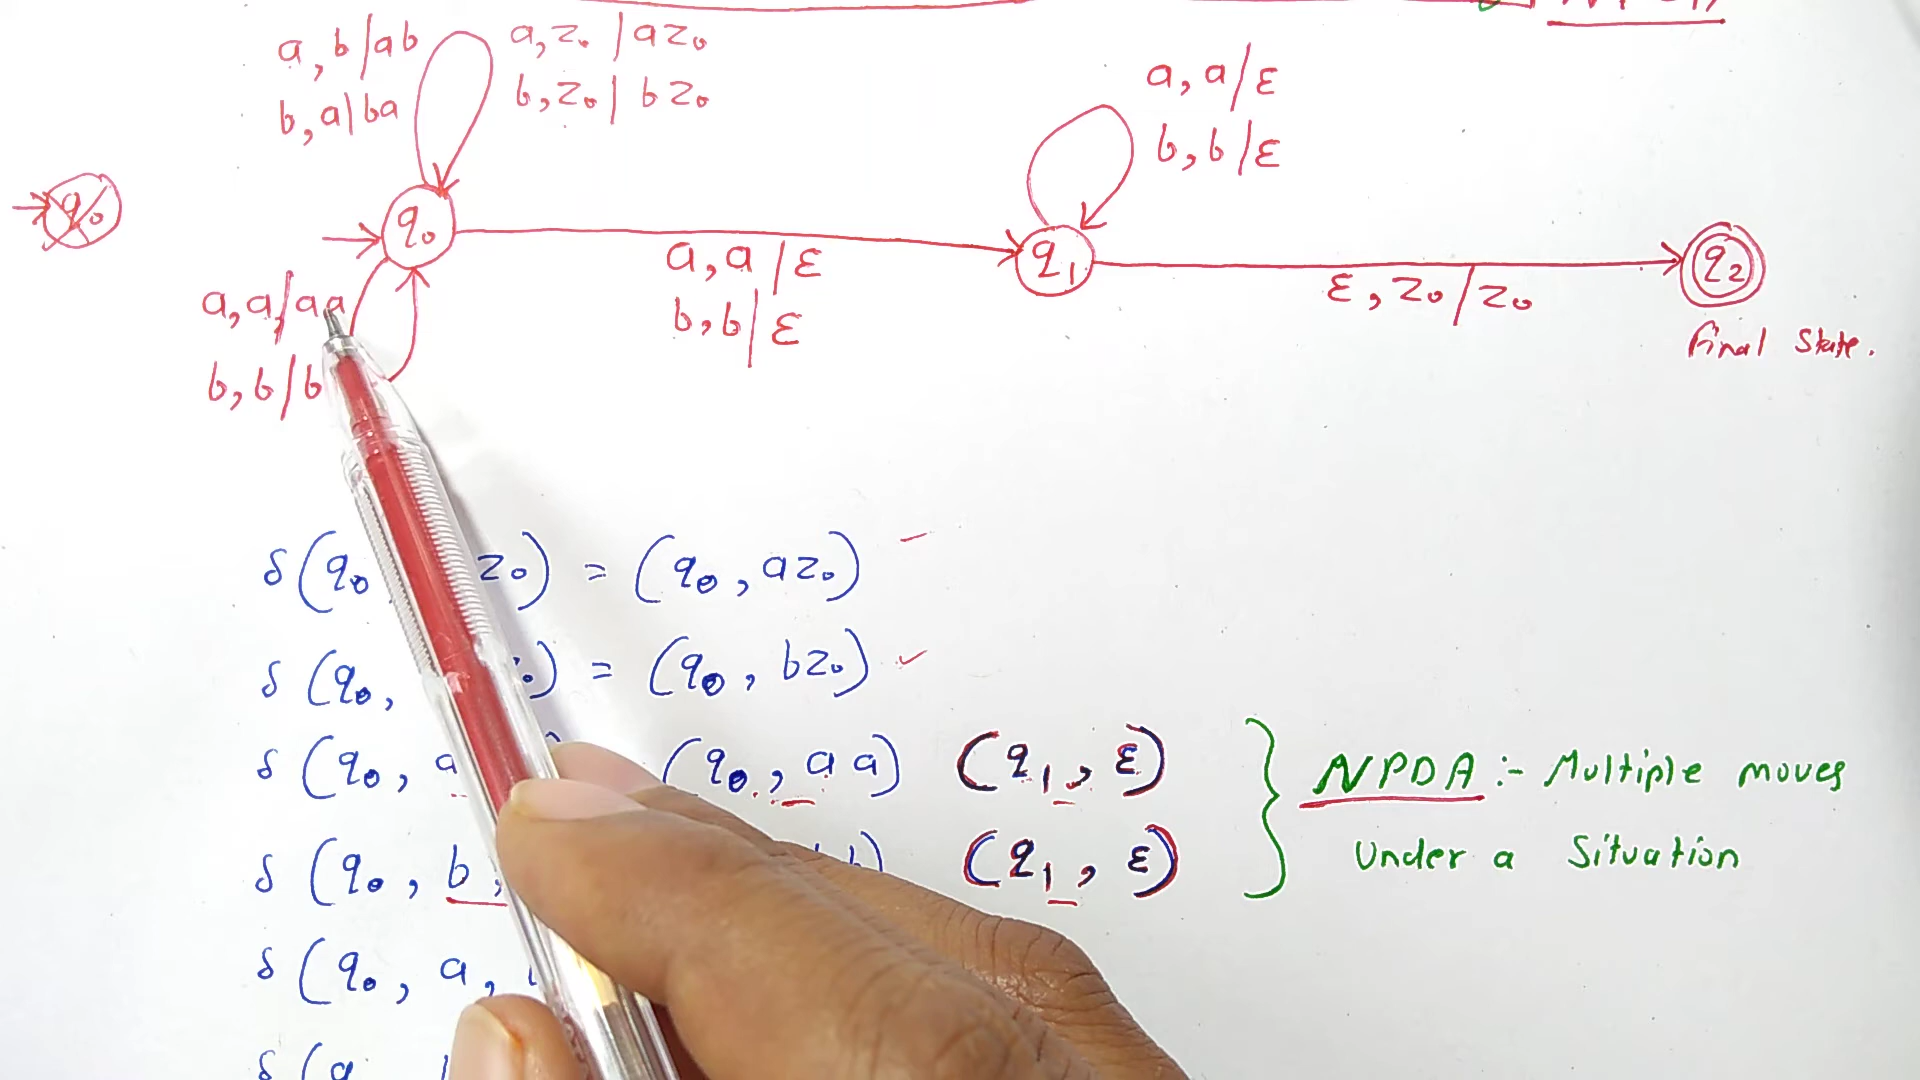 a, b/ab
b, a/ba
a, z₀/az₀
b, z₀/bz₀
a, a/ε
b, b/ε
→ q₀
q₀
a, a/ε
b, b/ε
q₁
ε, z₀/z₀
q₂
Final State.
a, a/aa
b, b/b
δ(q₀ z₀) = (q₀, az₀)
δ(q₀, ) = (q₀, bz₀) ✓
δ(q₀, a (q₀, aa) (q₁, ε)
δ(q₀, b, (q₁, ε)
} NPDA :- Multiple moves
Under a Situation
δ(q₀, a,
δ(q